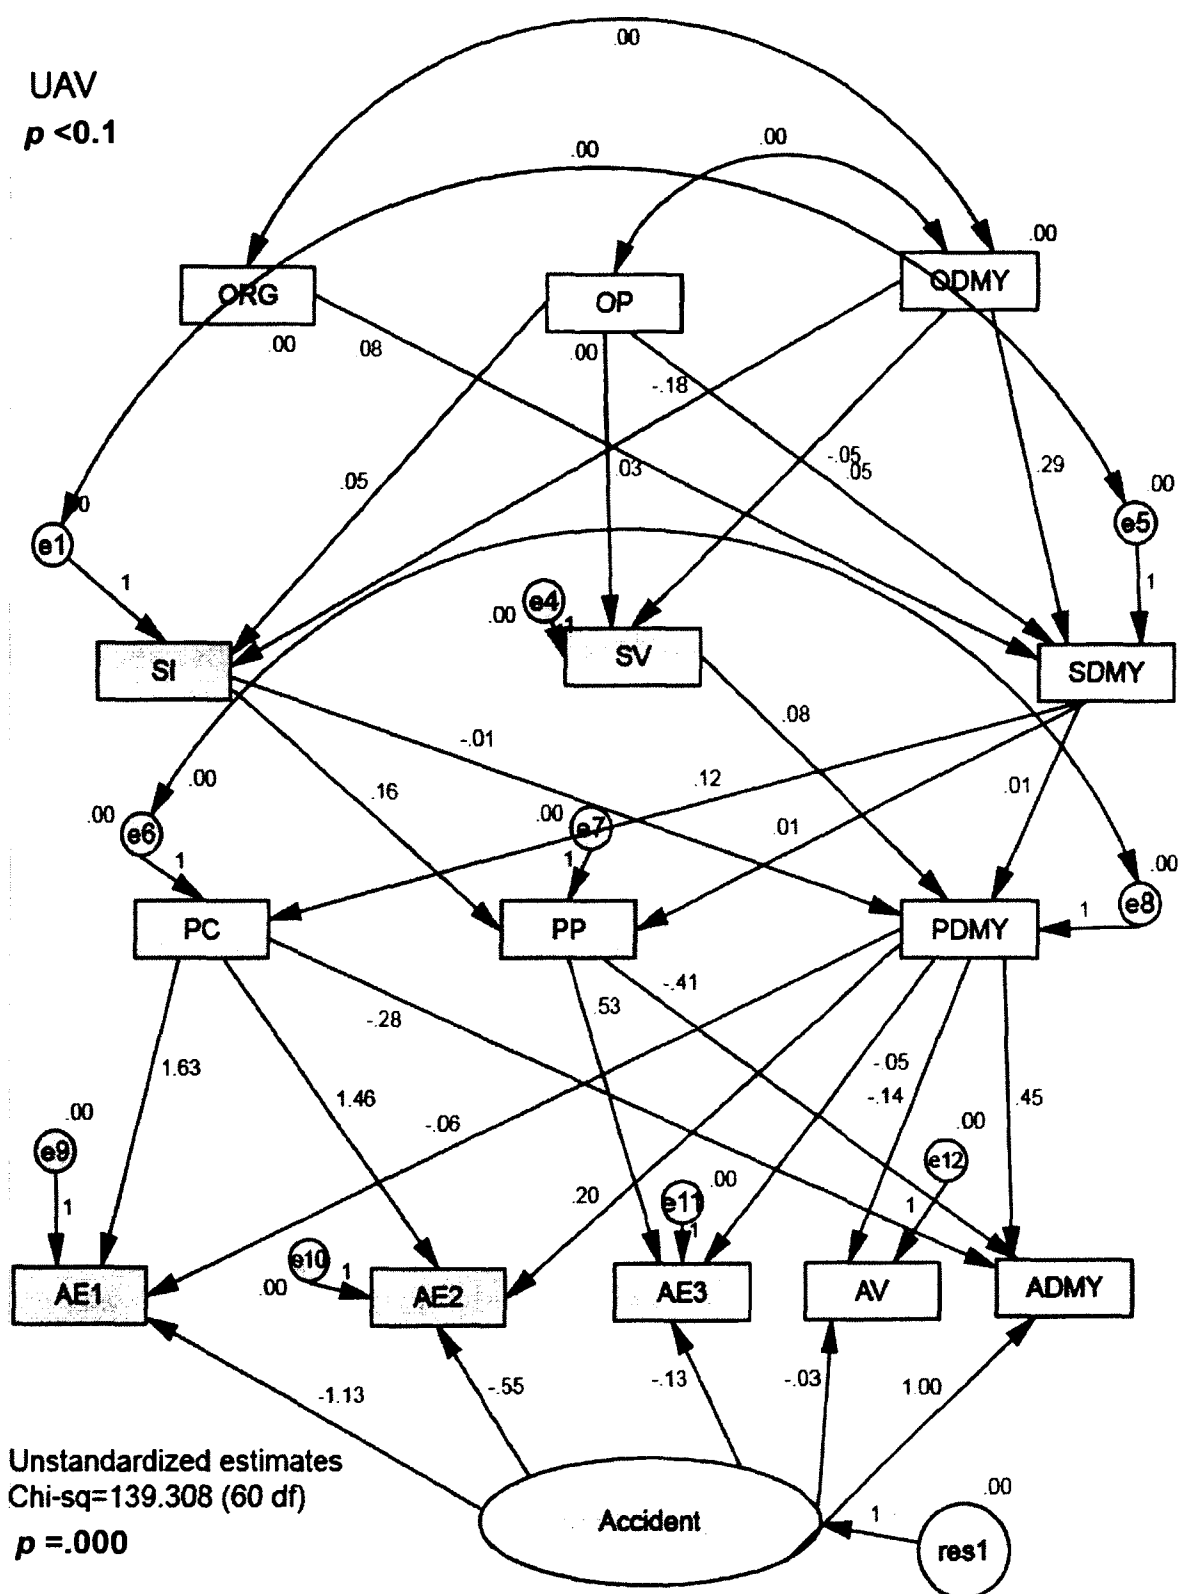 .00
UAV
p <0.1
.00
.00
.00
ORG
OP
ODMY
.00
.08
.00
-.18
.05
.03
-.05
.05
.29
.00
e1
e5
1
e4
.00
1
1
SI
SV
SDMY
-.01
.08
.00
.16
.12
.01
.00
e6
.00
e7
.01
.00
1
1
e8
1
PC
PP
PDMY
-.28
.53
-.41
1.63
1.46
-.05
-.14
.45
.00
-.06
.00
e9
e12
1
.20
.00
e11
1
e10
1
1
.00
AE1
AE2
AE3
AV
ADMY
-1.13
-.55
-.13
-.03
1.00
Unstandardized estimates
Chi-sq=139.308 (60 df)
p =.000
Accident
1
.00
res1